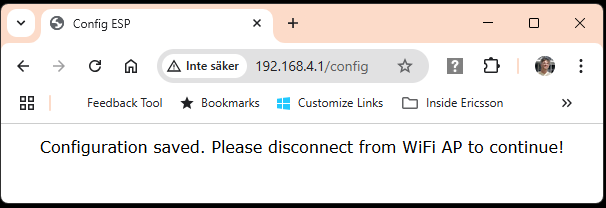 Config ESP
Inte säker 192.168.4.1/config
Feedback Tool Bookmarks Customize Links Inside Ericsson
Configuration saved. Please disconnect from WiFi AP to continue!